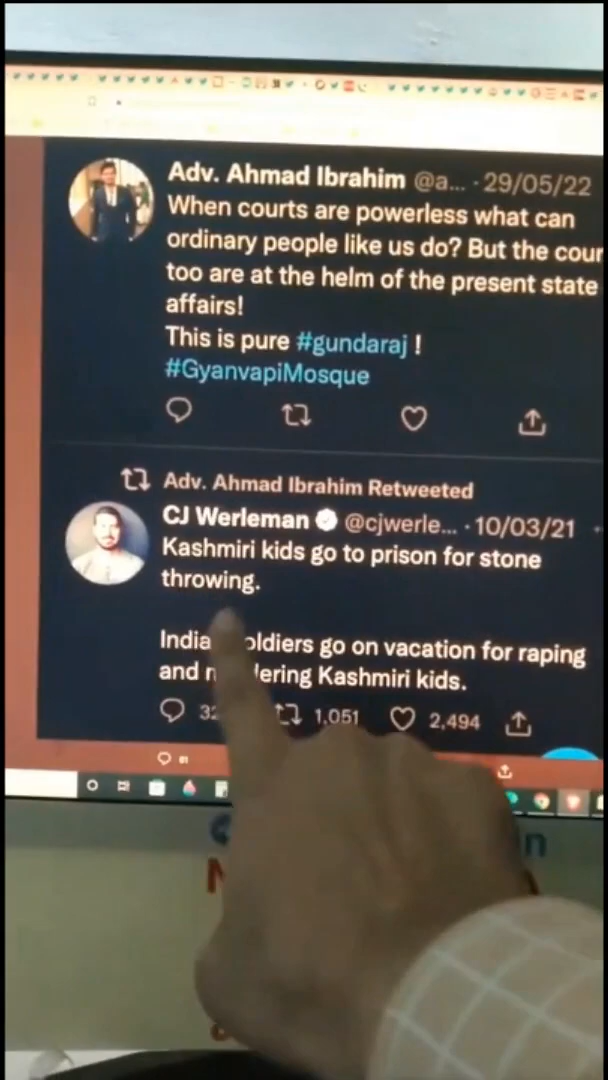 Adv. Ahmad Ibrahim @a... · 29/05/22
When courts are powerless what can
ordinary people like us do? But the cour
too are at the helm of the present state
affairs!
This is pure #gundaraj !
#GyanvapiMosque
Adv. Ahmad Ibrahim Retweeted
CJ Werleman @cjwerle... · 10/03/21
Kashmiri kids go to prison for stone
throwing.
India oldiers go on vacation for raping
and dering Kashmiri kids.
1,051 2,494